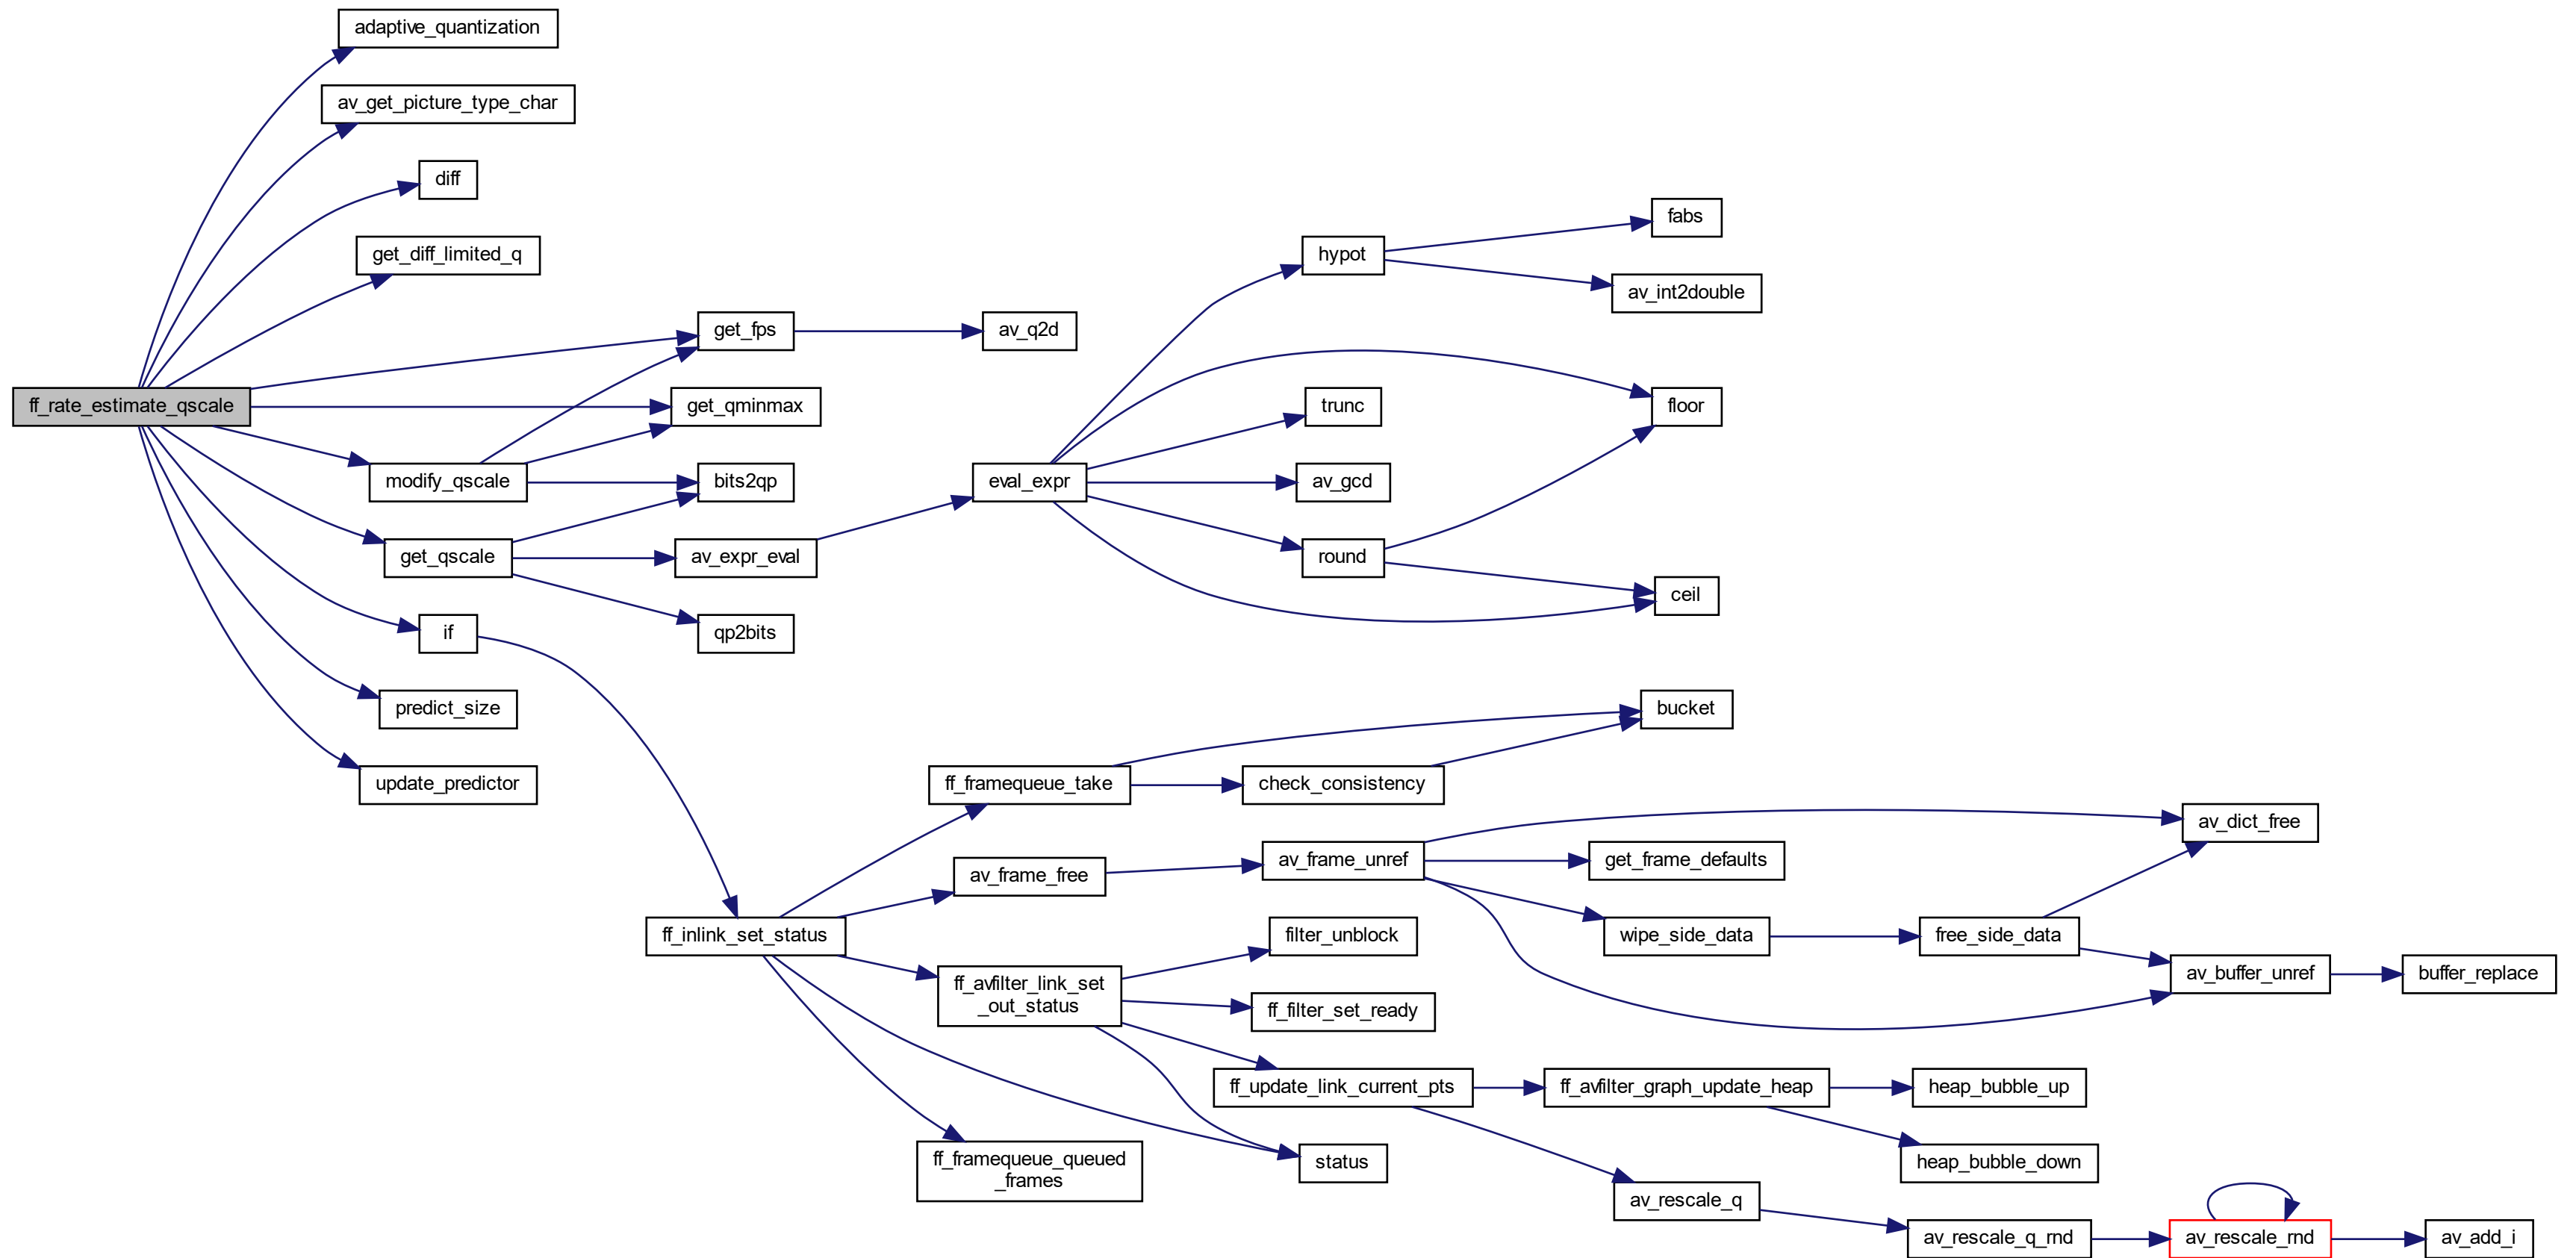 adaptive_quantization
av_get_picture_type_char
diff
get_diff_limited_q
ff_rate_estimate_qscale
get_fps
av_q2d
get_qminmax
modify_qscale
bits2qp
get_qscale
av_expr_eval
qp2bits
if
predict_size
update_predictor
eval_expr
hypot
fabs
av_int2double
trunc
floor
av_gcd
round
ceil
ff_inlink_set_status
ff_framequeue_take
bucket
check_consistency
av_frame_free
av_frame_unref
av_dict_free
get_frame_defaults
wipe_side_data
free_side_data
av_buffer_unref
buffer_replace
ff_avfilter_link_set
_out_status
filter_unblock
ff_filter_set_ready
ff_update_link_current_pts
ff_avfilter_graph_update_heap
heap_bubble_up
heap_bubble_down
status
ff_framequeue_queued
_frames
av_rescale_q
av_rescale_q_rnd
av_rescale_rnd
av_add_i